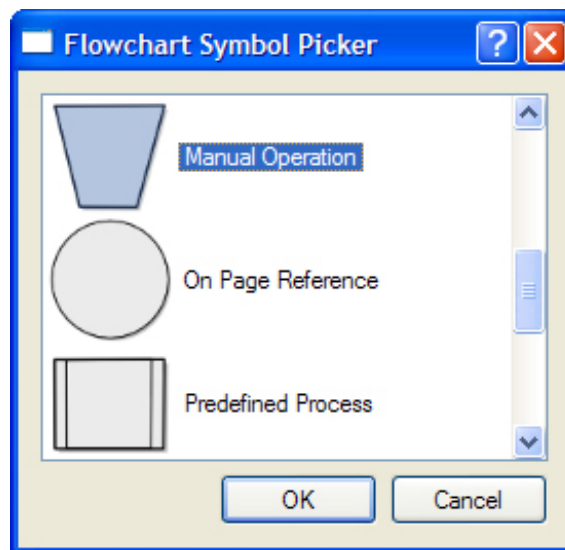 Flowchart Symbol Picker
Manual Operation
On Page Reference
Predefined Process
OK
Cancel